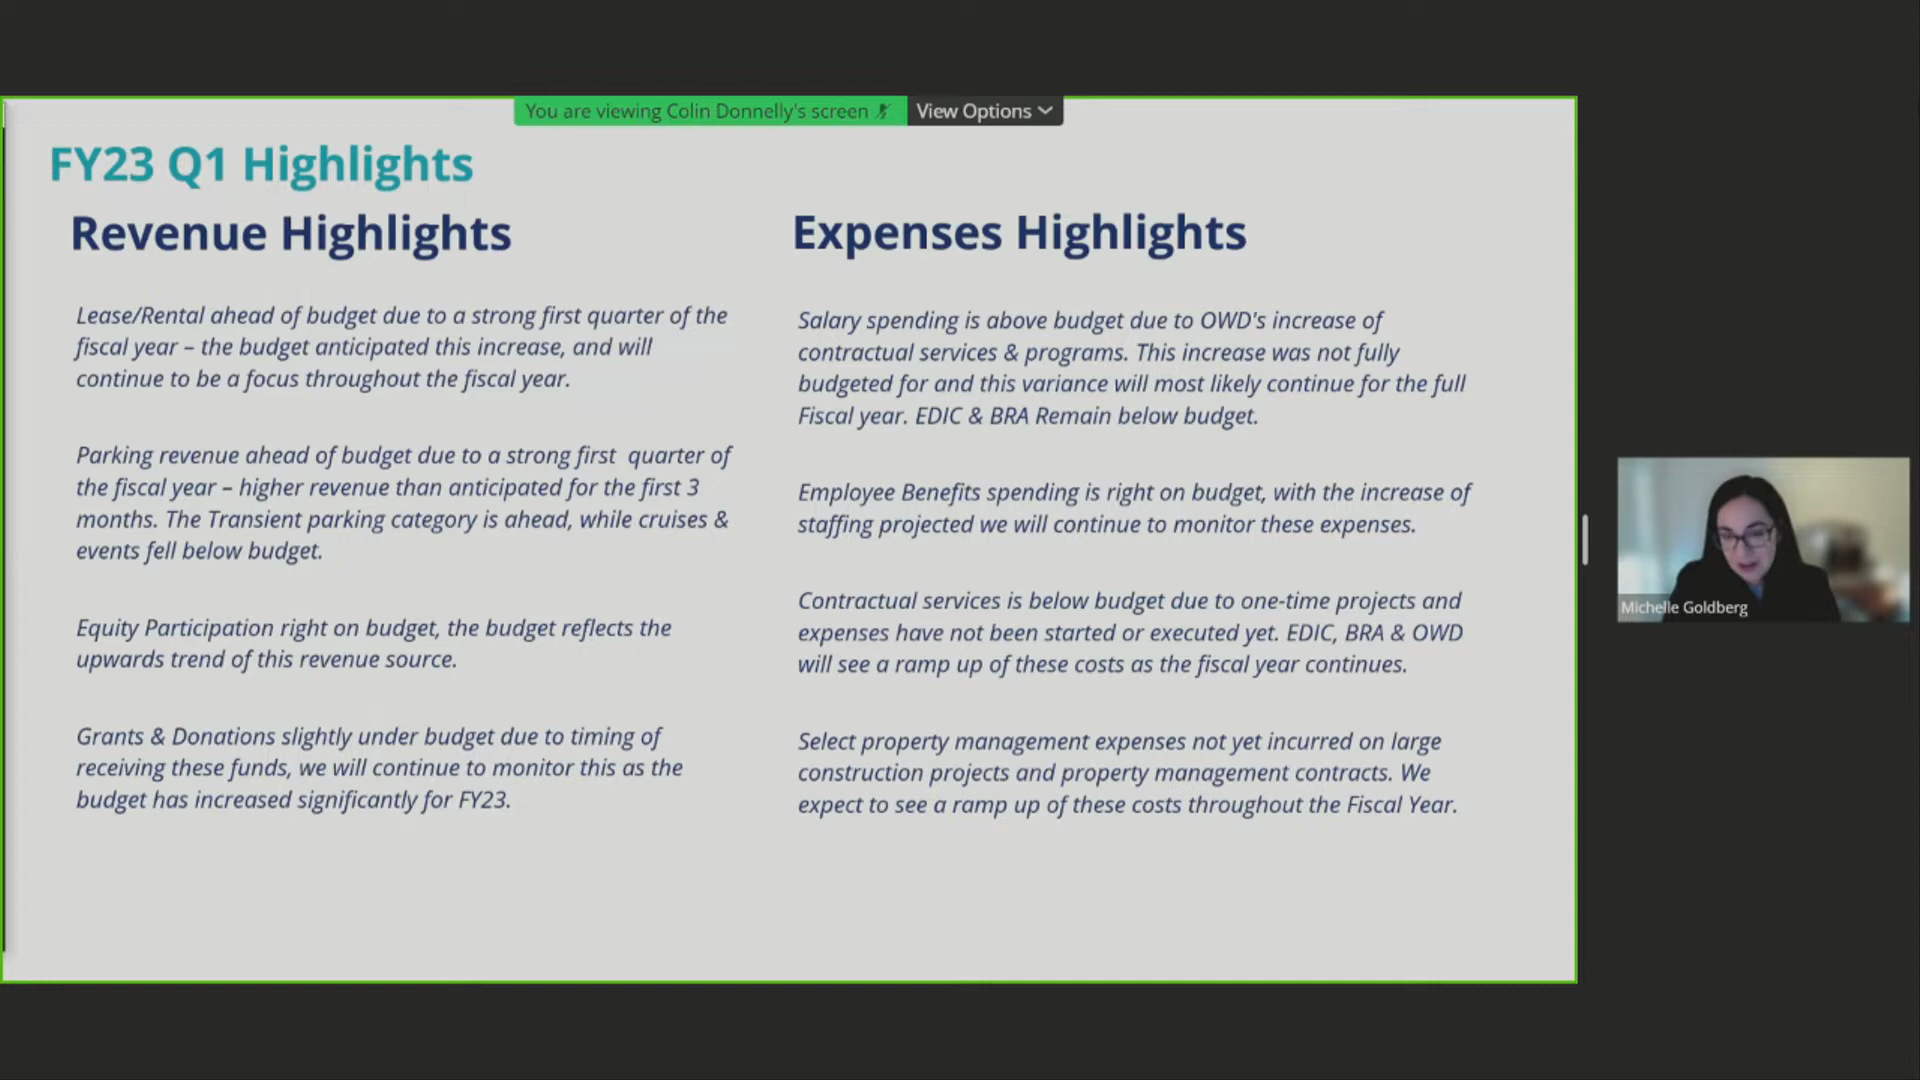 You are viewing Colin Donnelly's screen
View Options
FY23 Q1 Highlights
Revenue Highlights
Lease/Rental ahead of budget due to a strong first quarter of the
fiscal year – the budget anticipated this increase, and will
continue to be a focus throughout the fiscal year.
Parking revenue ahead of budget due to a strong first  quarter of
the fiscal year – higher revenue than anticipated for the first 3
months. The Transient parking category is ahead, while cruises &
events fell below budget.
Equity Participation right on budget, the budget reflects the
upwards trend of this revenue source.
Grants & Donations slightly under budget due to timing of
receiving these funds, we will continue to monitor this as the
budget has increased significantly for FY23.
Expenses Highlights
Salary spending is above budget due to OWD's increase of
contractual services & programs. This increase was not fully
budgeted for and this variance will most likely continue for the full
Fiscal year. EDIC & BRA Remain below budget.
Employee Benefits spending is right on budget, with the increase of
staffing projected we will continue to monitor these expenses.
Contractual services is below budget due to one-time projects and
expenses have not been started or executed yet. EDIC, BRA & OWD
will see a ramp up of these costs as the fiscal year continues.
Select property management expenses not yet incurred on large
construction projects and property management contracts. We
expect to see a ramp up of these costs throughout the Fiscal Year.
Michelle Goldberg